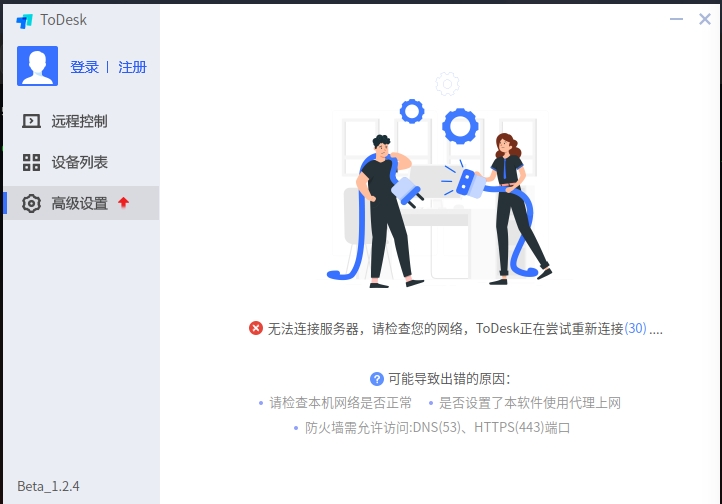 ToDesk
登录 | 注册
远程控制
设备列表
高级设置
无法连接服务器，请检查您的网络，ToDesk正在尝试重新连接(30) ....
可能导致出错的原因：
• 请检查本机网络是否正常 • 是否设置了本软件使用代理上网
• 防火墙需允许访问:DNS(53)、HTTPS(443)端口
Beta_1.2.4